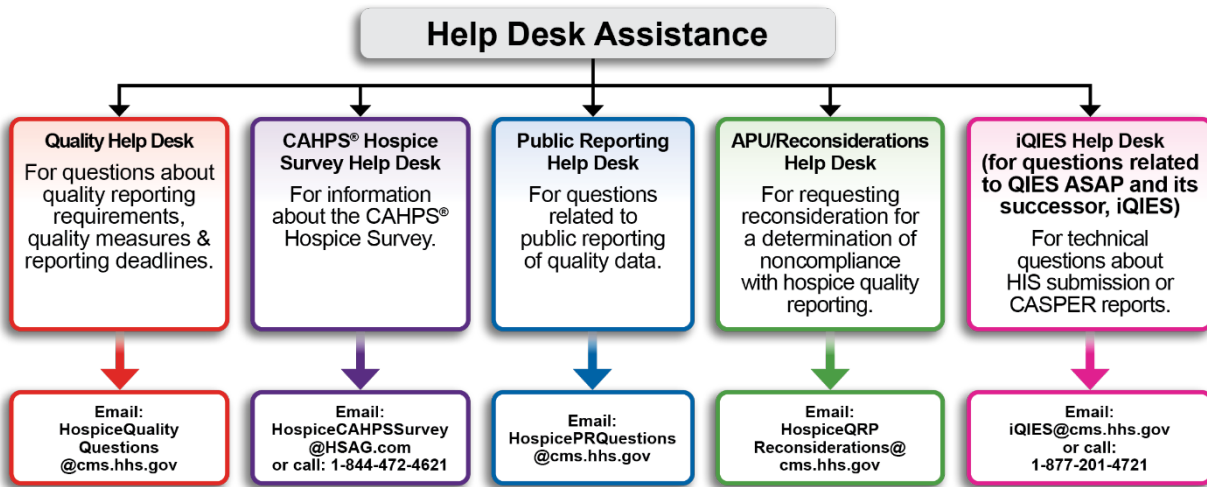 Help Desk Assistance
Quality Help Desk
For questions about
quality reporting
requirements,
quality measures &
reporting deadlines.
Email:
HospiceQuality
Questions
@cms.hhs.gov
CAHPS® Hospice
Survey Help Desk
For information
about the CAHPS®
Hospice Survey.
Email:
HospiceCAHPSSurvey
@HSAG.com
or call: 1-844-472-4621
Public Reporting
Help Desk
For questions
related to
public reporting
of quality data.
Email:
HospicePRQuestions
@cms.hhs.gov
APU/Reconsiderations
Help Desk
For requesting
reconsideration for
a determination of
noncompliance
with hospice quality
reporting.
Email:
HospiceQRP
Reconsiderations@
cms.hhs.gov
iQIES Help Desk
(for questions related
to QIES ASAP and its
successor, iQIES)
For technical
questions about
HIS submission or
CASPER reports.
Email:
iQIES@cms.hhs.gov
or call:
1-877-201-4721